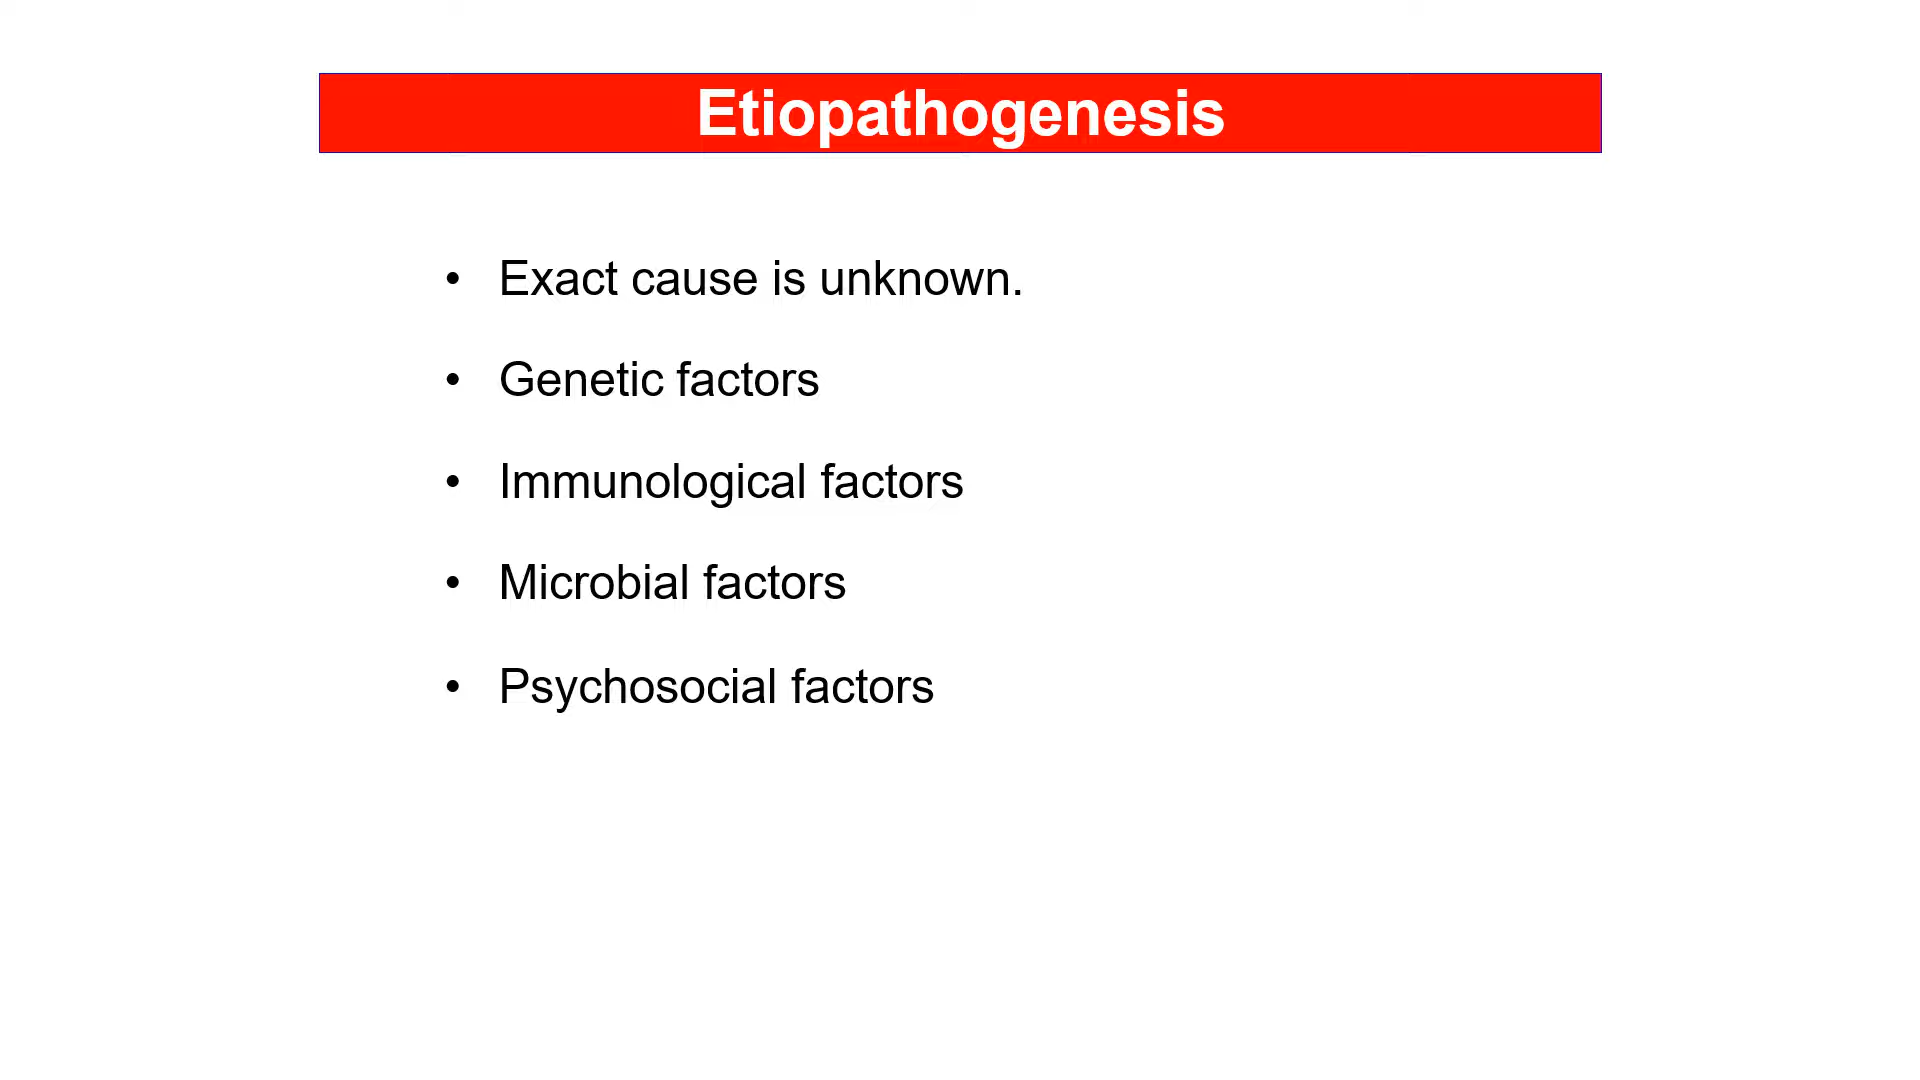 Etiopathogenesis
• Exact cause is unknown.
• Genetic factors
• Immunological factors
• Microbial factors
• Psychosocial factors